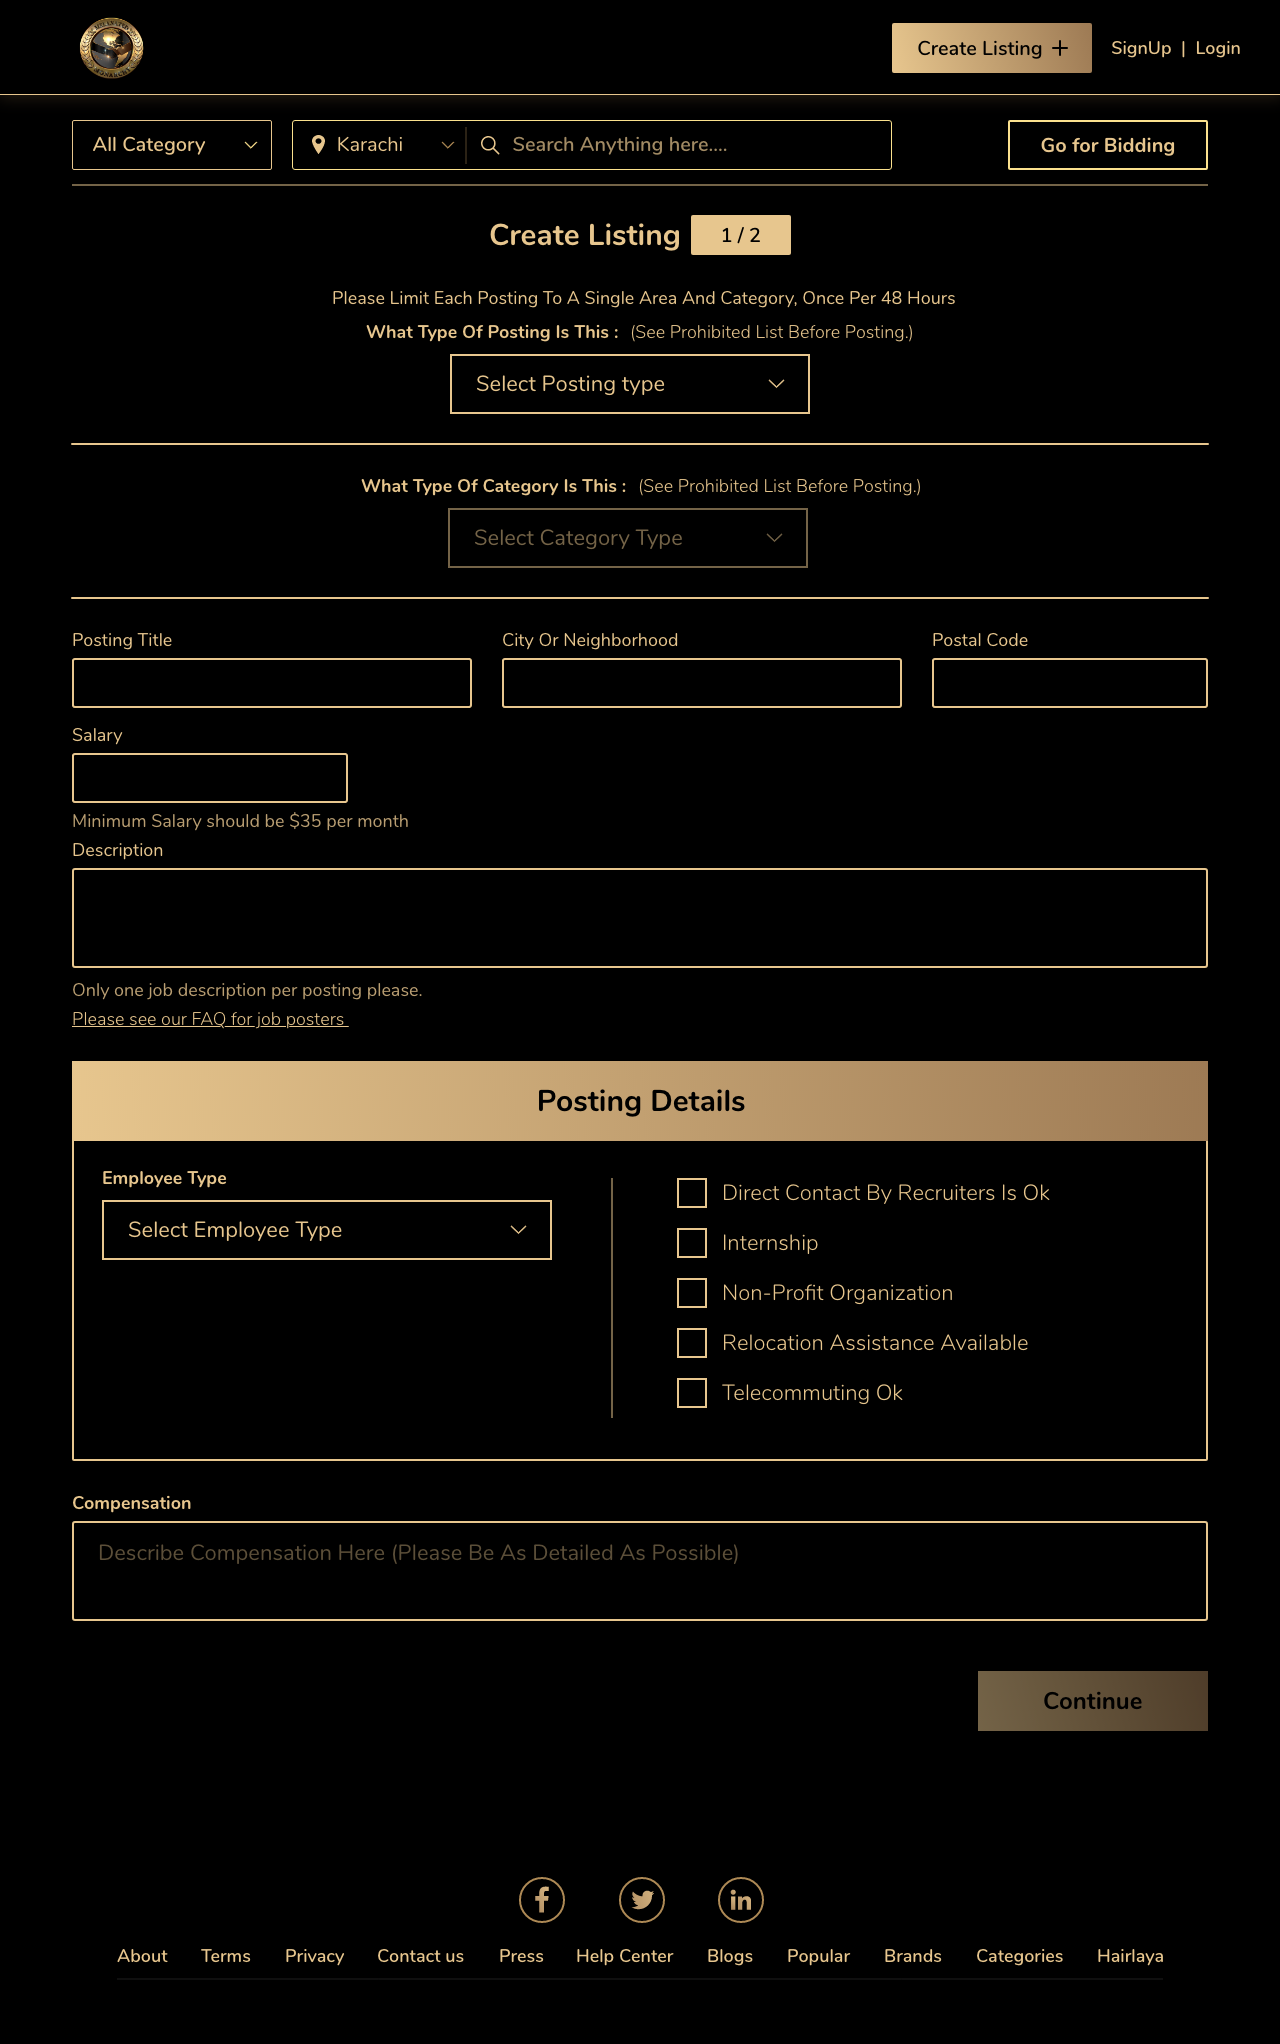 Create Listing
SignUp | Login
All Category
Karachi
Search Anything here....
Go for Bidding
Create Listing
1 / 2
Please Limit Each Posting To A Single Area And Category, Once Per 48 Hours
What Type Of Posting Is This : (See Prohibited List Before Posting.)
Select Posting type
What Type Of Category Is This : (See Prohibited List Before Posting.)
Select Category Type
Posting Title
City Or Neighborhood
Postal Code
Salary
Minimum Salary should be $35 per month
Description
Only one job description per posting please.
Please see our FAQ for job posters
Posting Details
Employee Type
Select Employee Type
Direct Contact By Recruiters Is Ok
Internship
Non-Profit Organization
Relocation Assistance Available
Telecommuting Ok
Compensation
Describe Compensation Here (Please Be As Detailed As Possible)
Continue
About Terms Privacy Contact us Press Help Center Blogs Popular Brands Categories Hairlaya